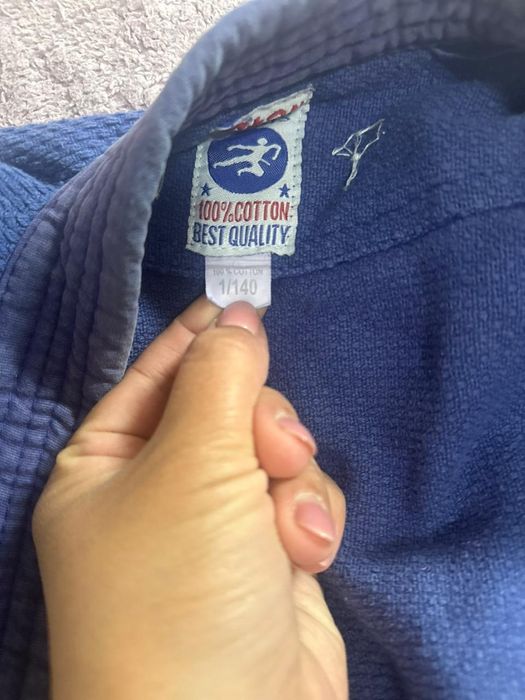 100% COTTON
BEST QUALITY
100 % COTTON
1/140